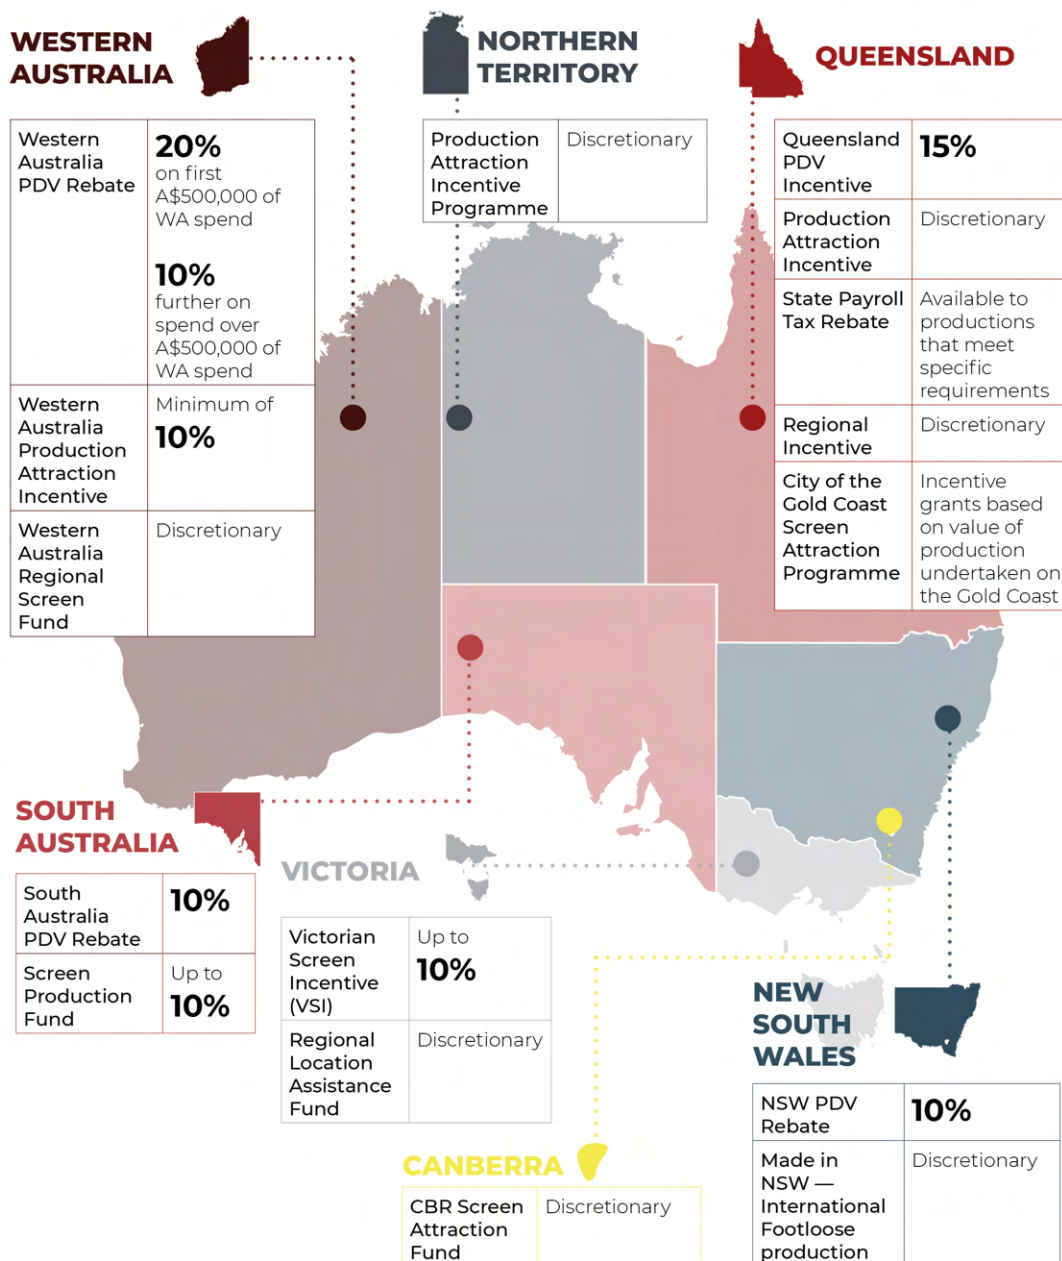 WESTERN
AUSTRALIA
Western
Australia
PDV Rebate
20%
on first
A$500,000 of
WA spend
10%
further on
spend over
A$500,000 of
WA spend
Western
Australia
Production
Attraction
Incentive
Minimum of
10%
Western
Australia
Regional
Screen
Fund
Discretionary
NORTHERN
TERRITORY
Production
Attraction
Incentive
Programme
Discretionary
QUEENSLAND
Queensland
PDV
Incentive
15%
Production
Attraction
Incentive
Discretionary
State Payroll
Tax Rebate
Available to
productions
that meet
specific
requirements
Regional
Incentive
Discretionary
City of the
Gold Coast
Screen
Attraction
Programme
Incentive
grants based
on value of
production
undertaken on
the Gold Coast
SOUTH
AUSTRALIA
South
Australia
PDV Rebate
10%
Screen
Production
Fund
Up to
10%
VICTORIA
Victorian
Screen
Incentive
(VSI)
Up to
10%
Regional
Location
Assistance
Fund
Discretionary
CANBERRA
CBR Screen
Attraction
Fund
Discretionary
NEW
SOUTH
WALES
NSW PDV
Rebate
10%
Made in
NSW —
International
Footloose
production
Discretionary